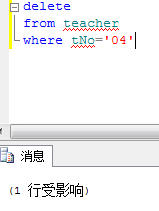 delete
from teacher
where tNo='04'
消息
(1 行受影响)